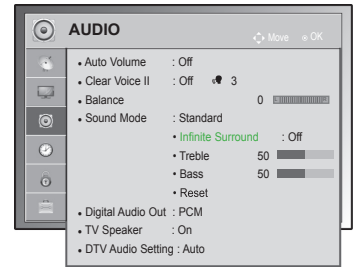 AUDIO
Move OK
• Auto Volume : Off
• Clear Voice II : Off 3
• Balance 0
• Sound Mode : Standard
• Infinite Surround : Off
• Treble 50
• Bass 50
• Reset
• Digital Audio Out : PCM
• TV Speaker : On
• DTV Audio Setting : Auto